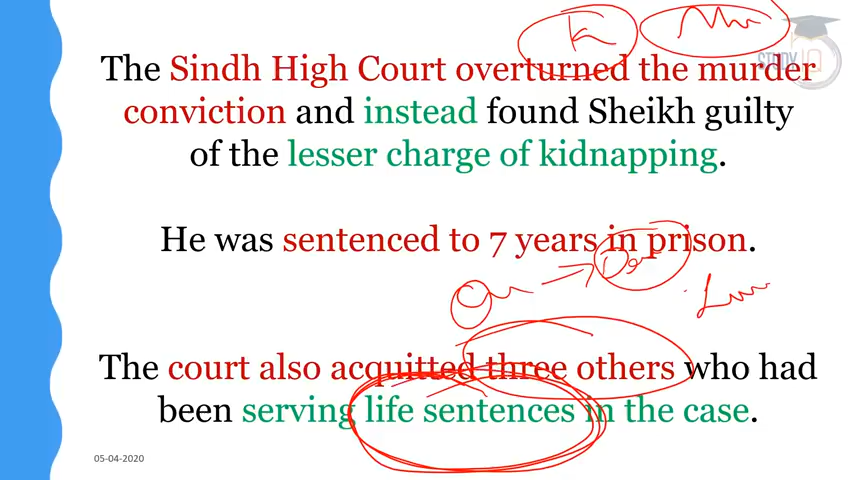 STUDY IQ
The Sindh High Court overturned the murder
conviction and instead found Sheikh guilty
of the lesser charge of kidnapping.
He was sentenced to 7 years in prison.
The court also acquitted three others who had
been serving life sentences in the case.
05-04-2020